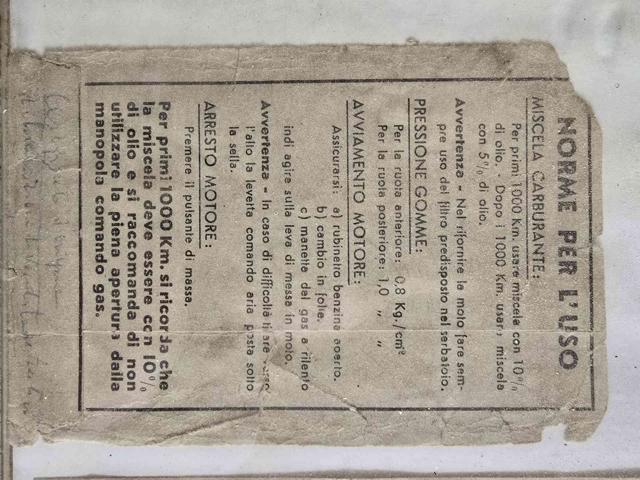 NORME PER L'USO
MISCELA CARBURANTE:
Per primi 1000 Km. usare miscela con 10%
di olio. - Dopo i 1000 Km. usare miscela
con 5% di olio.
Avvertenza - Nel rifornire la moto fare sem-
pre uso del filtro predisposto nel serbatoio.
PRESSIONE GOMME:
Per la ruota anteriore: 0,8 Kg./cm²
Per la ruota posteriore: 1,0 " "
AVVIAMENTO MOTORE:
Assicurarsi: a) rubinetto benzina aperto.
b) cambio in folle.
c) manetta del gas a rilento
indi agire sulla leva di messa in moto.
Avvertenza - In caso di difficoltà tirare verso
l'alto la levetta comando aria posta sotto
la sella.
ARRESTO MOTORE:
Premere il pulsante di massa.
Per primi 1000 Km. si ricorda che
la miscela deve essere con 10%
di olio e si raccomanda di non
utilizzare la piena apertura dalla
manopola comando gas.